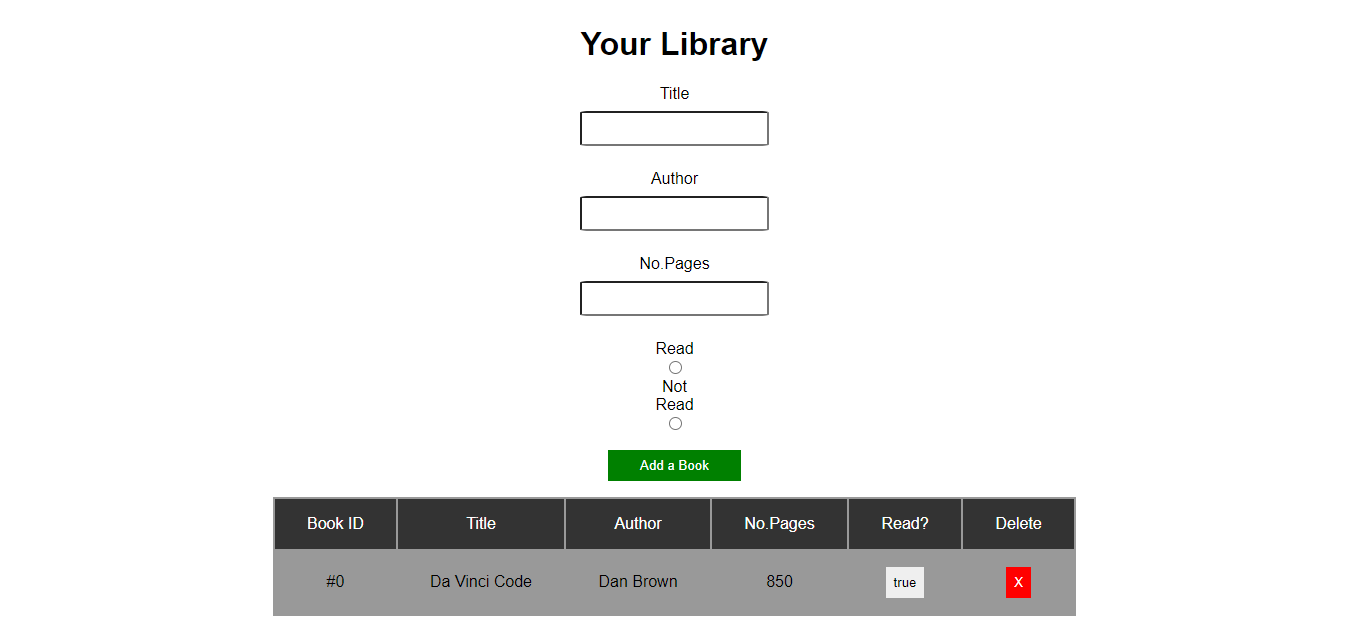 Your Library
Title
Author
No.Pages
Read
Not
Read
Add a Book
Book ID Title Author No.Pages Read? Delete
#0 Da Vinci Code Dan Brown 850 true X